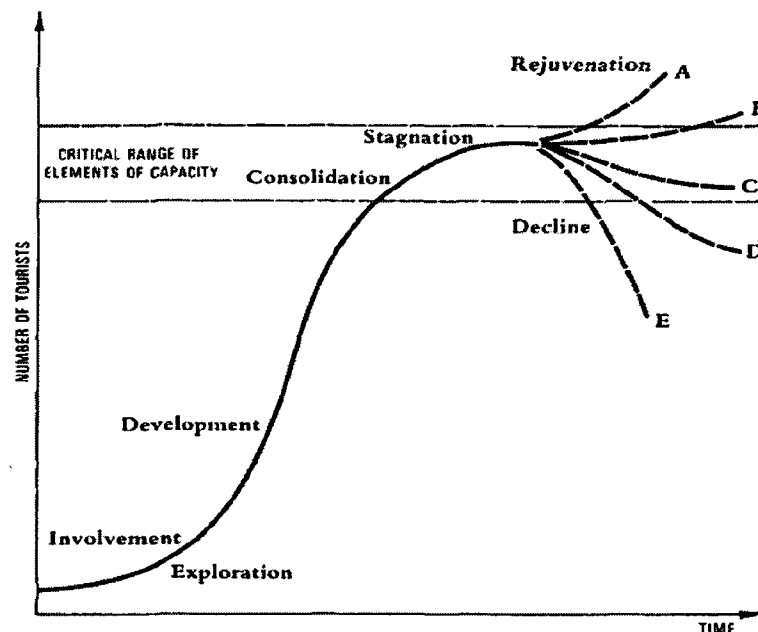 Rejuvenation
A
Stagnation
CRITICAL RANGE OF
ELEMENTS OF CAPACITY
Consolidation
C
Decline
D
E
NUMBER OF TOURISTS
Development
Involvement
Exploration
TIME